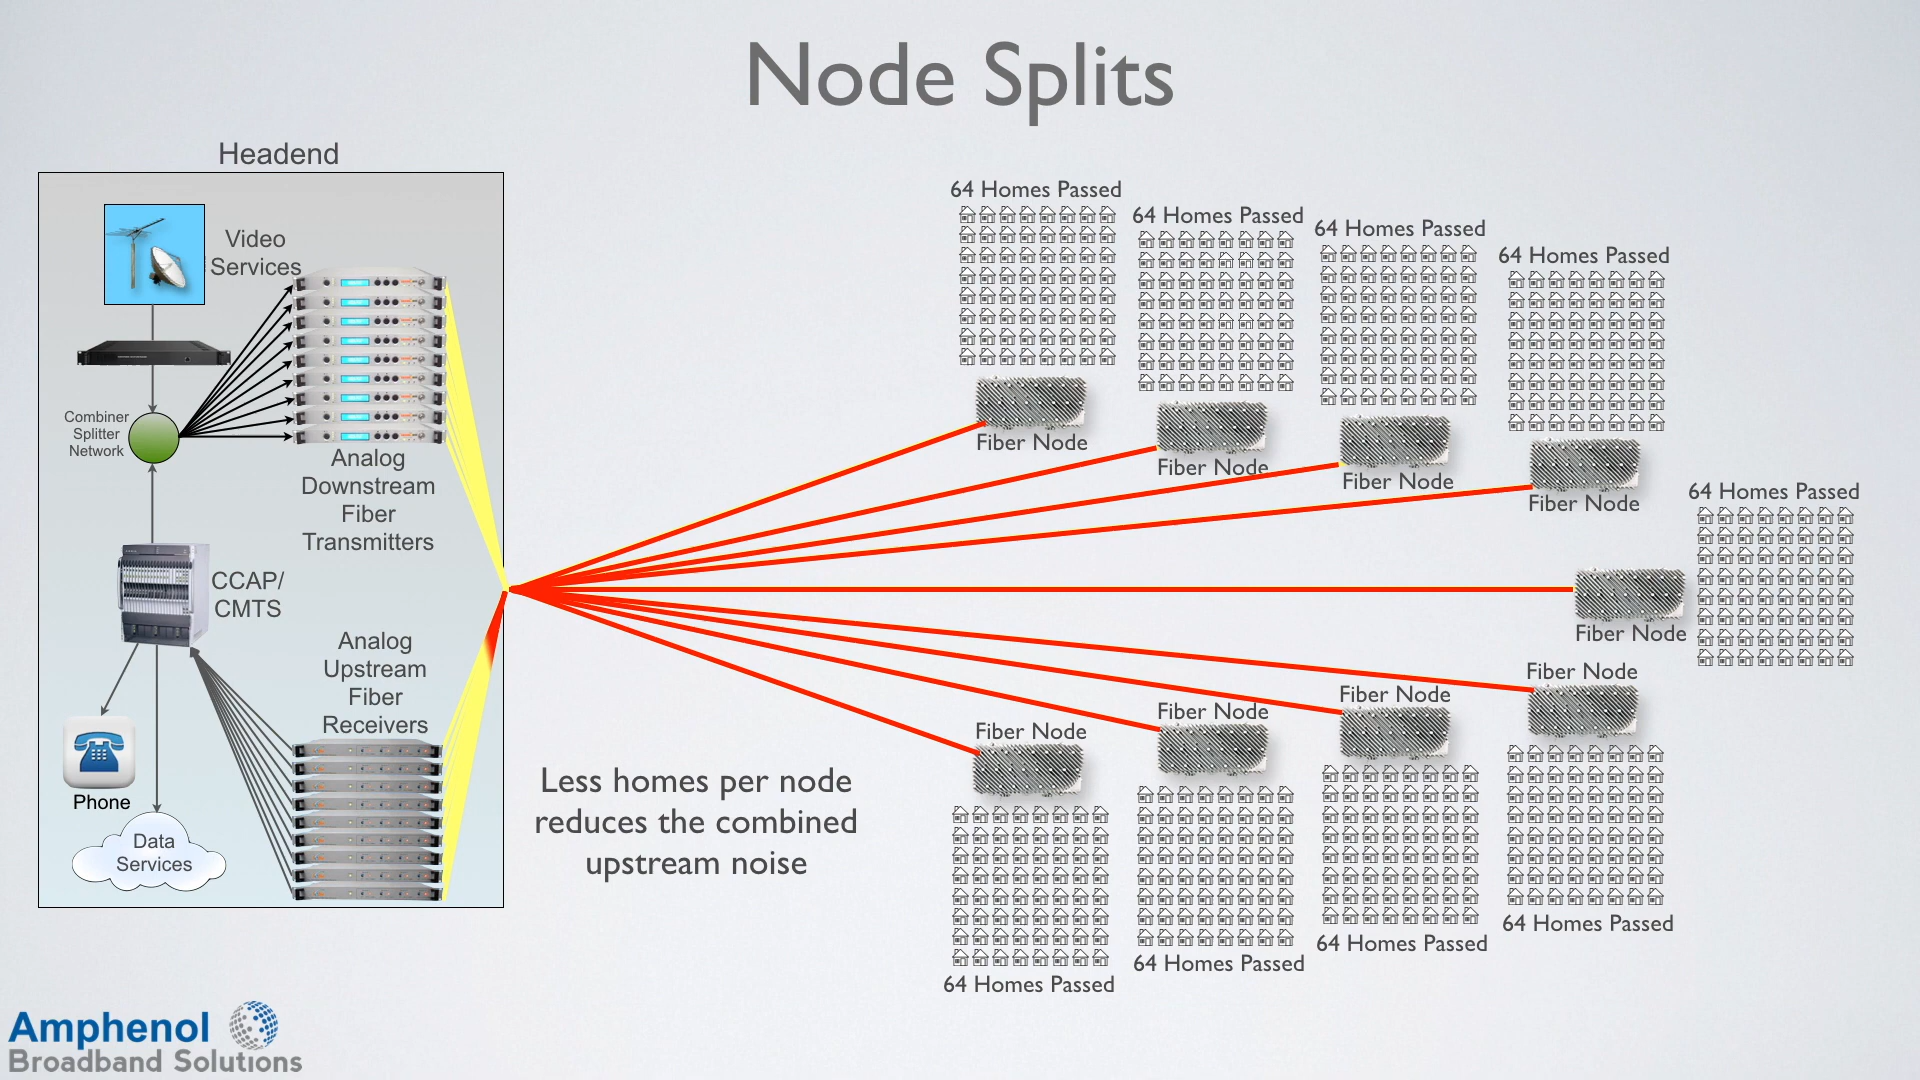 Node Splits
Headend
Video
Services
Combiner
Splitter
Network
Analog
Downstream
Fiber
Transmitters
CCAP/
CMTS
Analog
Upstream
Fiber
Receivers
Phone
Data
Services
Less homes per node
reduces the combined
upstream noise
64 Homes Passed
Fiber Node
64 Homes Passed
Fiber Node
64 Homes Passed
Fiber Node
64 Homes Passed
Fiber Node
64 Homes Passed
Fiber Node
Fiber Node
64 Homes Passed
Fiber Node
64 Homes Passed
Fiber Node
64 Homes Passed
Fiber Node
64 Homes Passed
Amphenol
Broadband Solutions